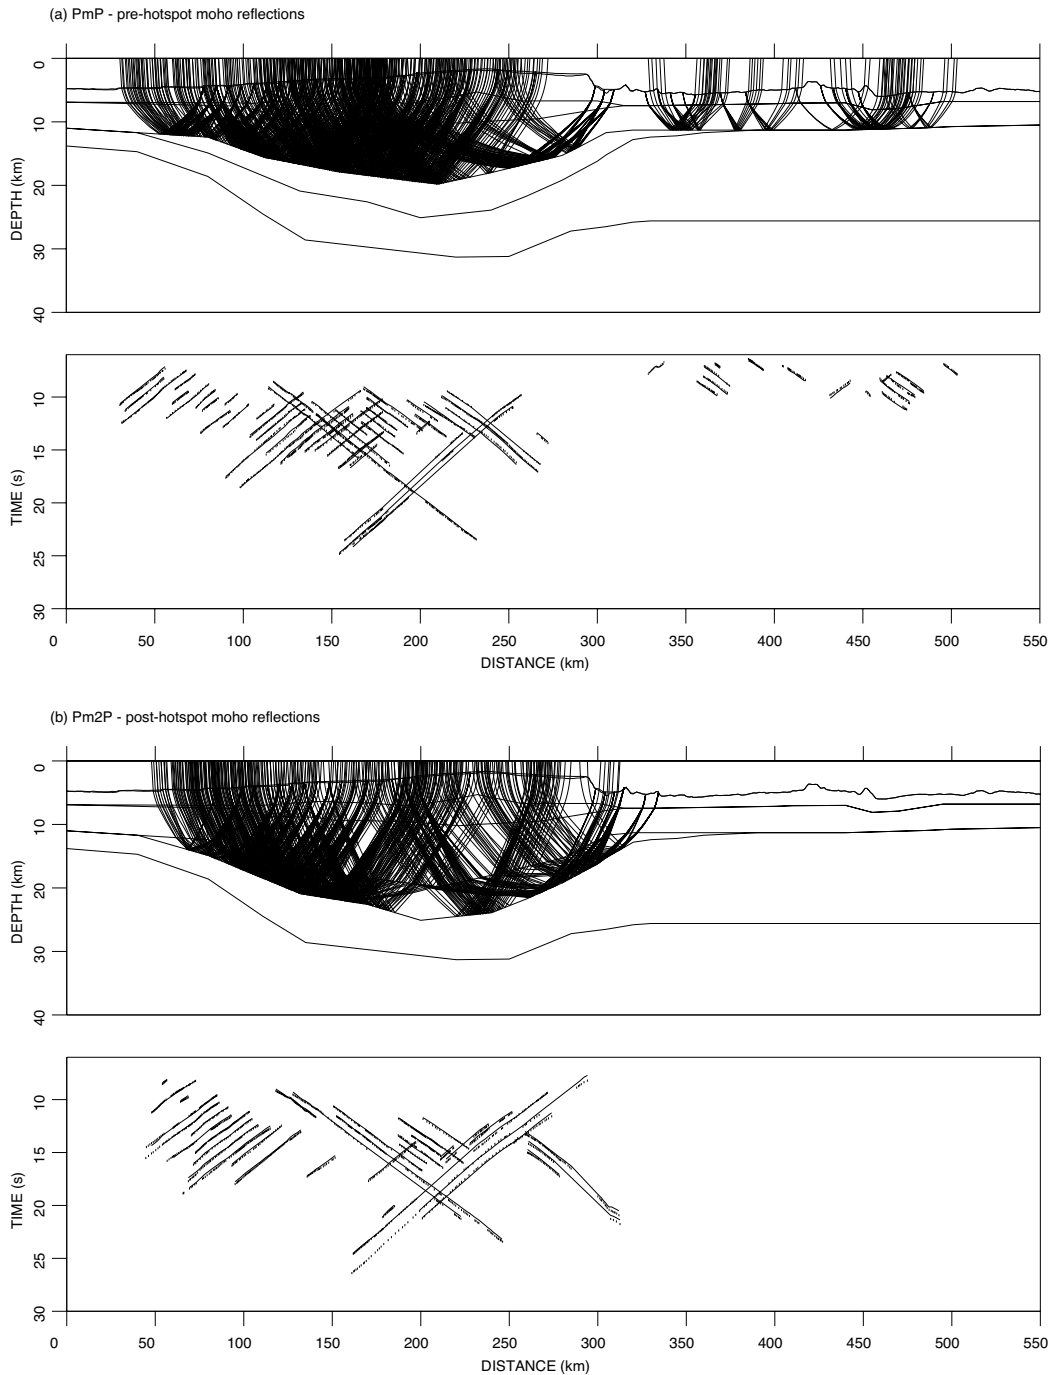 (a) PmP - pre-hotspot moho reflections
0
10
20
30
40
DEPTH (km)
10
15
20
25
30
TIME (s)
0 50 100 150 200 250 300 350 400 450 500 550
DISTANCE (km)
(b) Pm2P - post-hotspot moho reflections
0
10
20
30
40
DEPTH (km)
10
15
20
25
30
TIME (s)
0 50 100 150 200 250 300 350 400 450 500 550
DISTANCE (km)